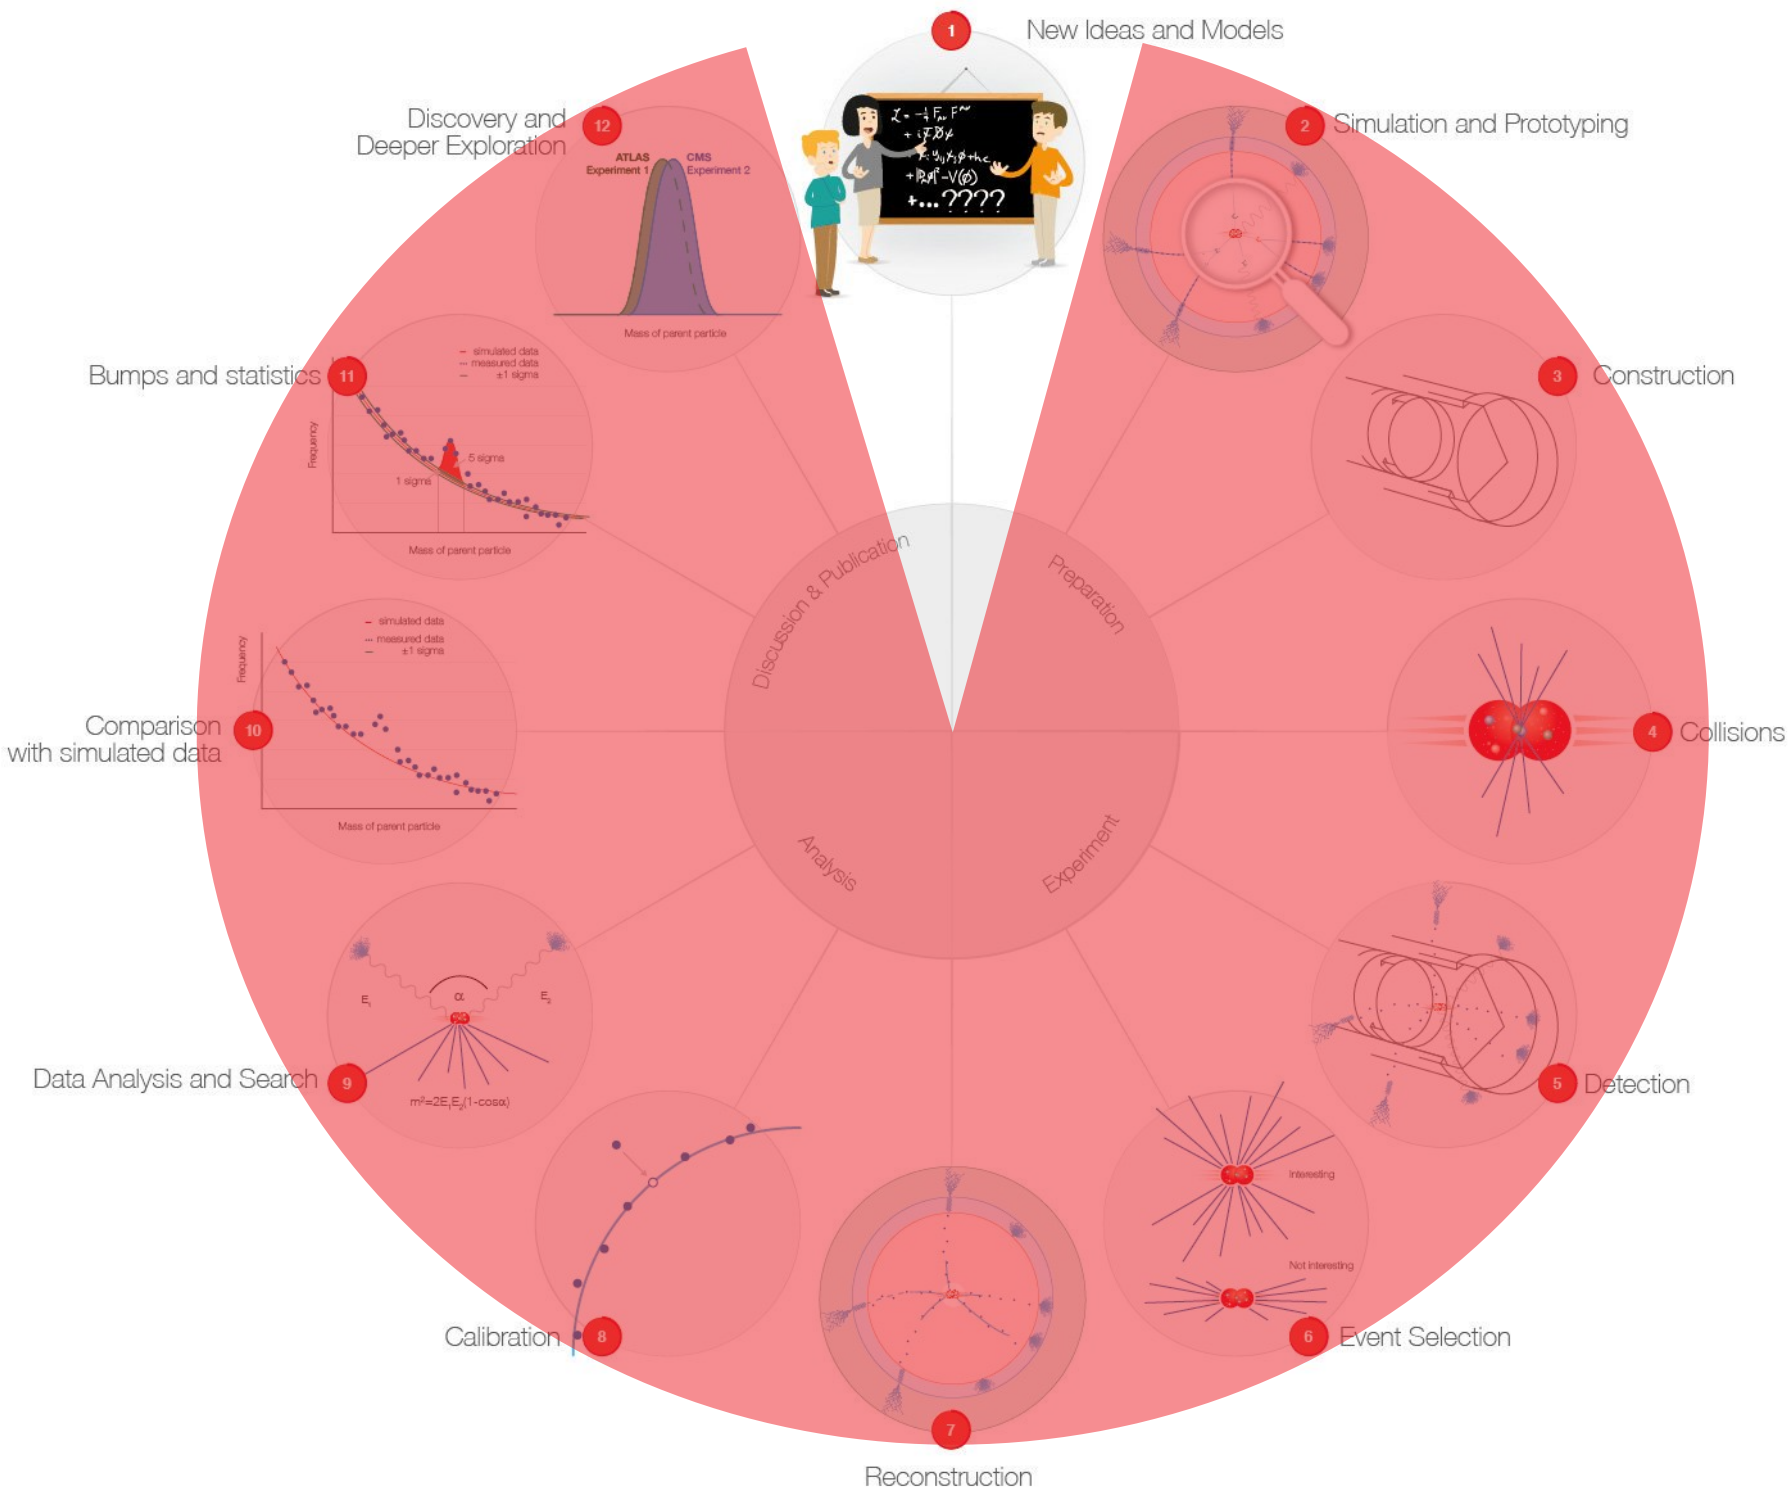 1
New Ideas and Models
2
Simulation and Prototyping
3
Construction
4
Collisions
5
Detection
Interesting
Not interesting
6
Event Selection
7
Reconstruction
8
Calibration
E1
α
E2
m²=2E1E2(1-cosα)
9
Data Analysis and Search
simulated data
measured data
±1 sigma
Frequency
Mass of parent particle
10
Comparison
with simulated data
simulated data
measured data
±1 sigma
5 sigma
1 sigma
Frequency
Mass of parent particle
11
Bumps and statistics
12
Discovery and
Deeper Exploration
ATLAS
Experiment 1
CMS
Experiment 2
Mass of parent particle
+...????
Discussion & Publication
Preparation
Analysis
Experiment